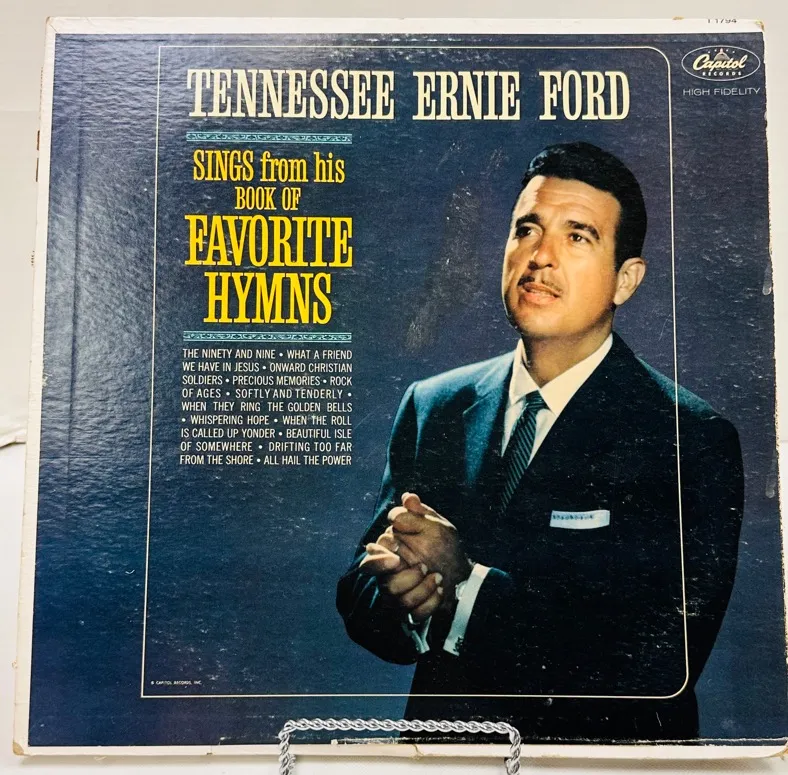 T 1794
Capitol
RECORDS
HIGH FIDELITY
TENNESSEE ERNIE FORD
SINGS from his
BOOK OF
FAVORITE
HYMNS
THE NINETY AND NINE • WHAT A FRIEND
WE HAVE IN JESUS • ONWARD CHRISTIAN
SOLDIERS • PRECIOUS MEMORIES • ROCK
OF AGES • SOFTLY AND TENDERLY •
WHEN THEY RING THE GOLDEN BELLS
• WHISPERING HOPE • WHEN THE ROLL
IS CALLED UP YONDER • BEAUTIFUL ISLE
OF SOMEWHERE • DRIFTING TOO FAR
FROM THE SHORE • ALL HAIL THE POWER
© CAPITOL RECORDS, INC.